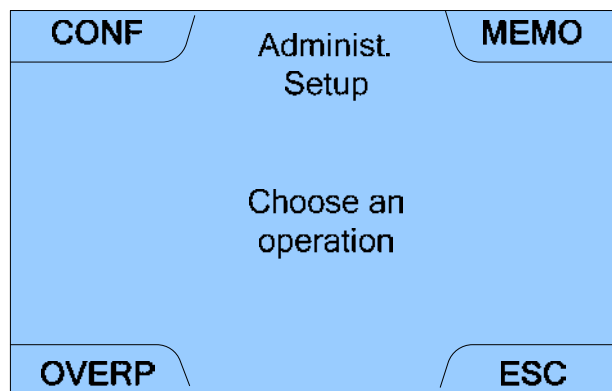 CONF
Administ.
Setup
MEMO
Choose an
operation
OVERP
ESC